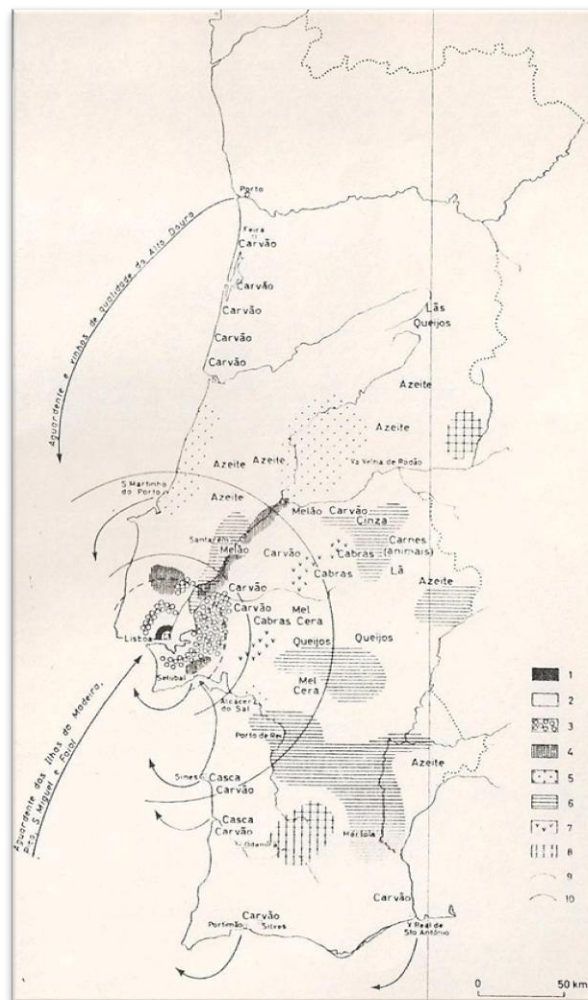 Porto
Feira
Carvão
Carvão
Carvão
Carvão
Carvão
Aguardente e vinhos de qualidade do Alto Douro
Lãs
Queijos
Azeite
Azeite
Azeite
Azeite
Va Velha de Rodão
S. Martinho
do Porto
Azeite
Melão
Carvão
Cinza
Santarém
Melão
Carvão
Cabras
Carnes
(animais)
Cabras
Lã
Carvão
Azeite
Carvão
Mel
Cabras Cera
Lisboa
Queijos
Queijos
Setubal
Mel
Cera
Alcácer
do Sal
Porto de Rei
Aguardente das ilhas da Madeira,
Pico, S. Miguel e Faial
Azeite
Sines
Casca
Carvão
Casca
Carvão
Odemira
Mértola
Carvão
Carvão
Portimão
Silves
V Real de
Sto António
1
2
3
4
5
6
7
8
9
10
0
50 km